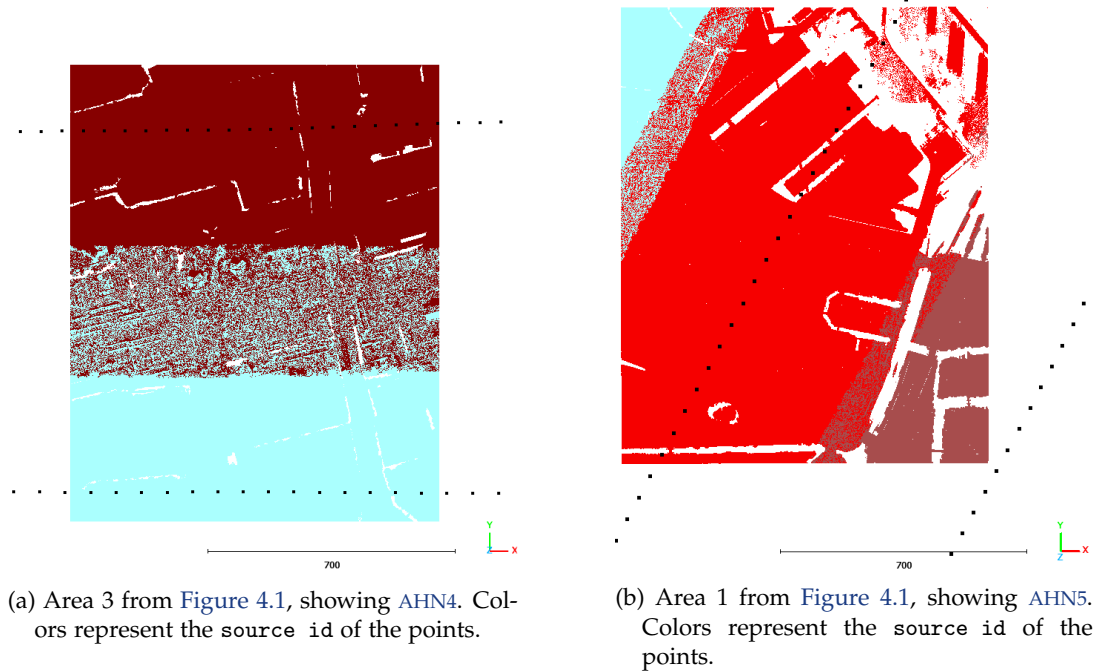 Y
Z X
700
Y
Z X
700
(a) Area 3 from Figure 4.1, showing AHN4. Col-
ors represent the source id of the points.
(b) Area 1 from Figure 4.1, showing AHN5.
Colors represent the source id of the
points.